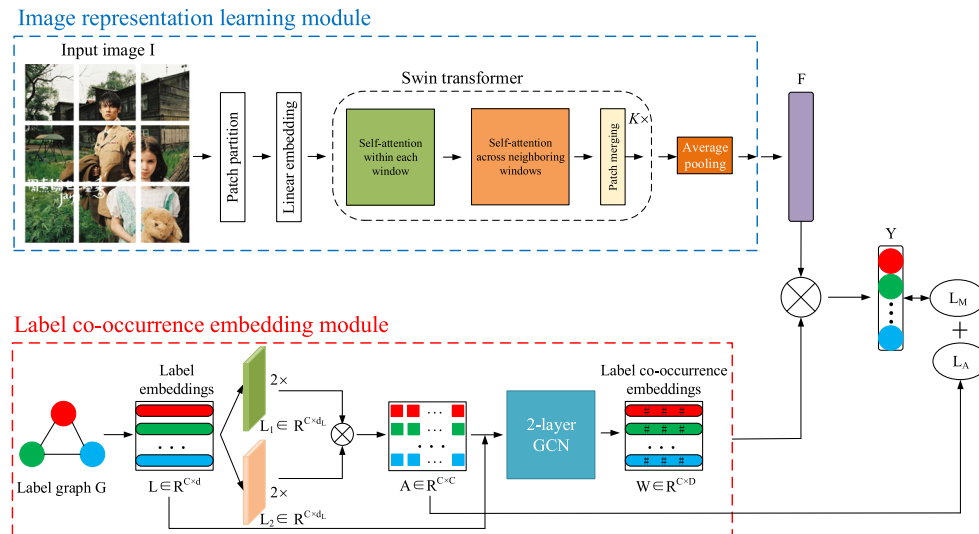 Image representation learning module
Input image I
Patch partition
Linear embedding
Swin transformer
Self-attention
within each
window
Self-attention
across neighboring
windows
Patch merging
K×
Average
pooling
F
Y
L_M
+
L_A
Label co-occurrence embedding module
Label graph G
Label
embeddings
. . .
L∈R^{C×d}
2×
L₁∈ R^{C×d_L}
2×
L₂∈ R^{C×d_L}
. . .
. . .
. . .
. . .
A∈R^{C×C}
2-layer
GCN
Label co-occurrence
embeddings
# # #
# # #
. . .
# # #
W∈R^{C×D}